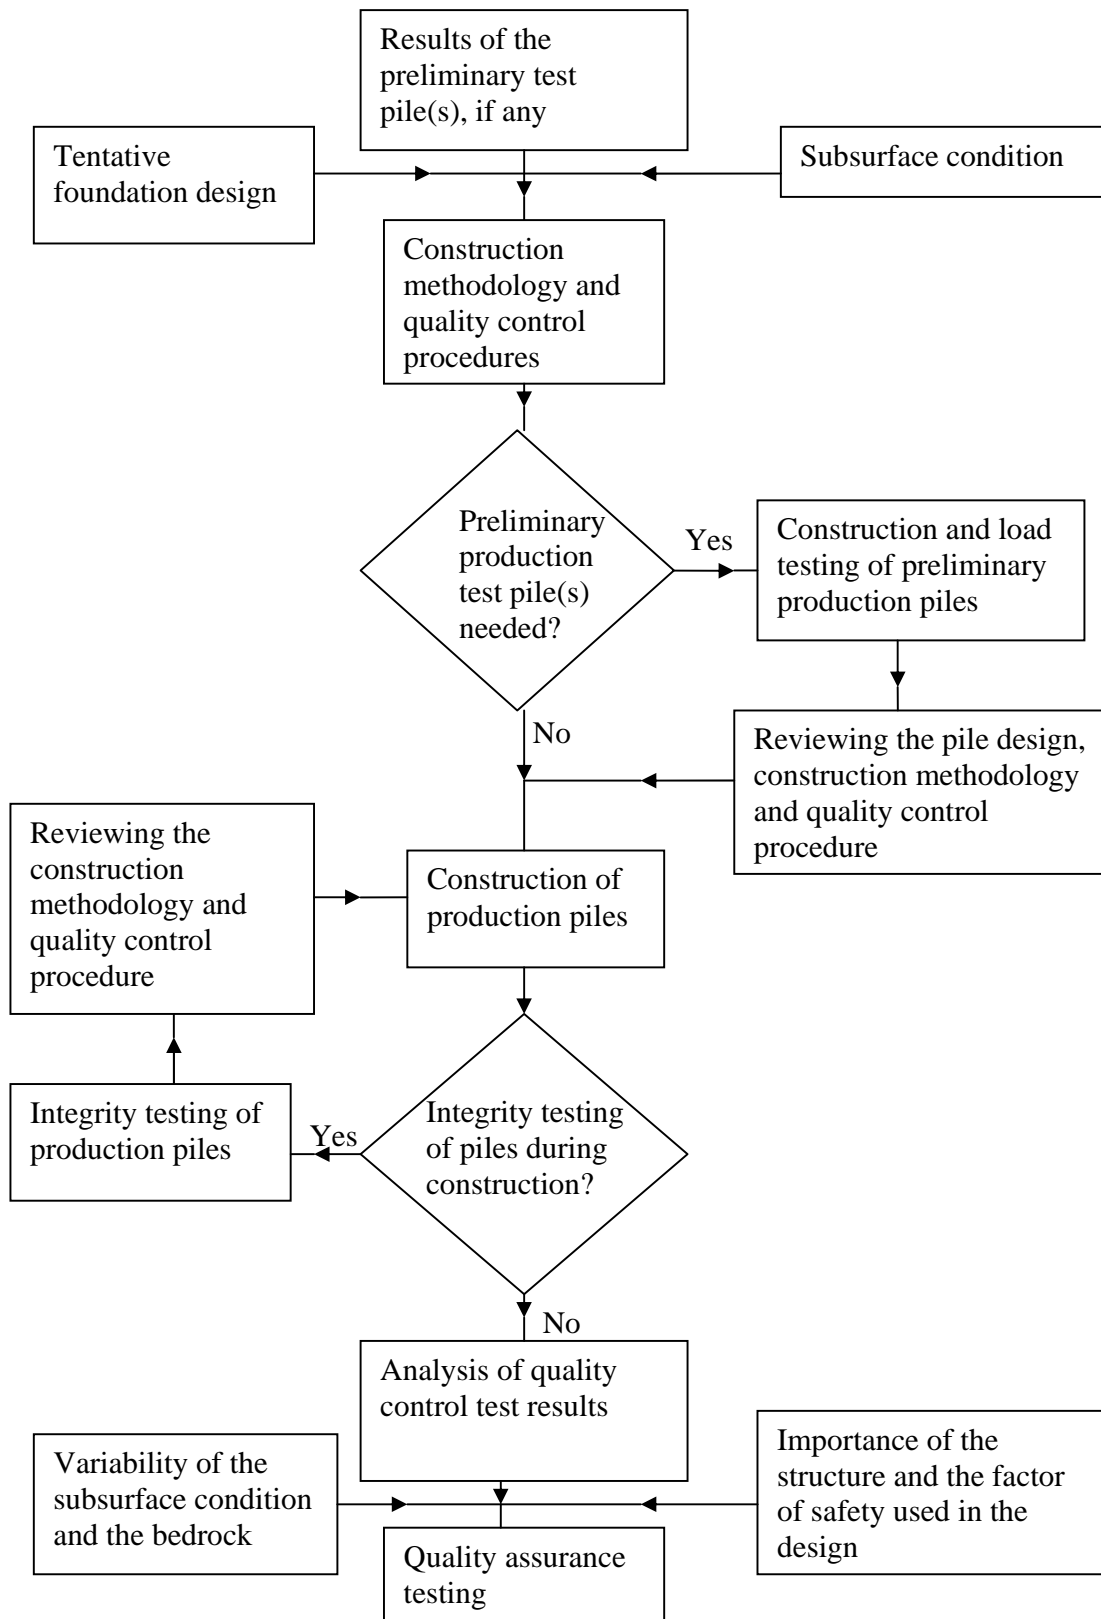 Results of the
preliminary test
pile(s), if any
Tentative
foundation design
Subsurface condition
Construction
methodology and
quality control
procedures
Preliminary
production
test pile(s)
needed?
Yes
Construction and load
testing of preliminary
production piles
No
Reviewing the pile design,
construction methodology
and quality control
procedure
Reviewing the
construction
methodology and
quality control
procedure
Construction of
production piles
Integrity testing of
production piles
Yes
Integrity testing
of piles during
construction?
No
Analysis of quality
control test results
Variability of the
subsurface condition
and the bedrock
Importance of the
structure and the factor
of safety used in the
design
Quality assurance
testing